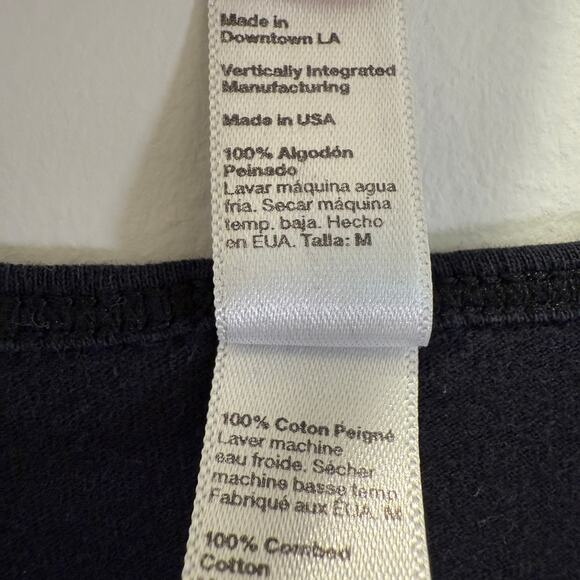 Made in
Downtown LA
Vertically Integrated
Manufacturing
Made in USA
100% Algodón
Peinado
Lavar máquina agua
fria. Secar máquina
temp. baja. Hecho
en EUA. Talla: M
100% Coton Peigné
Laver machine
eau froide. Sécher
machine basse temp.
Fabriqué aux ÉUA. M
100% Combed
Cotton